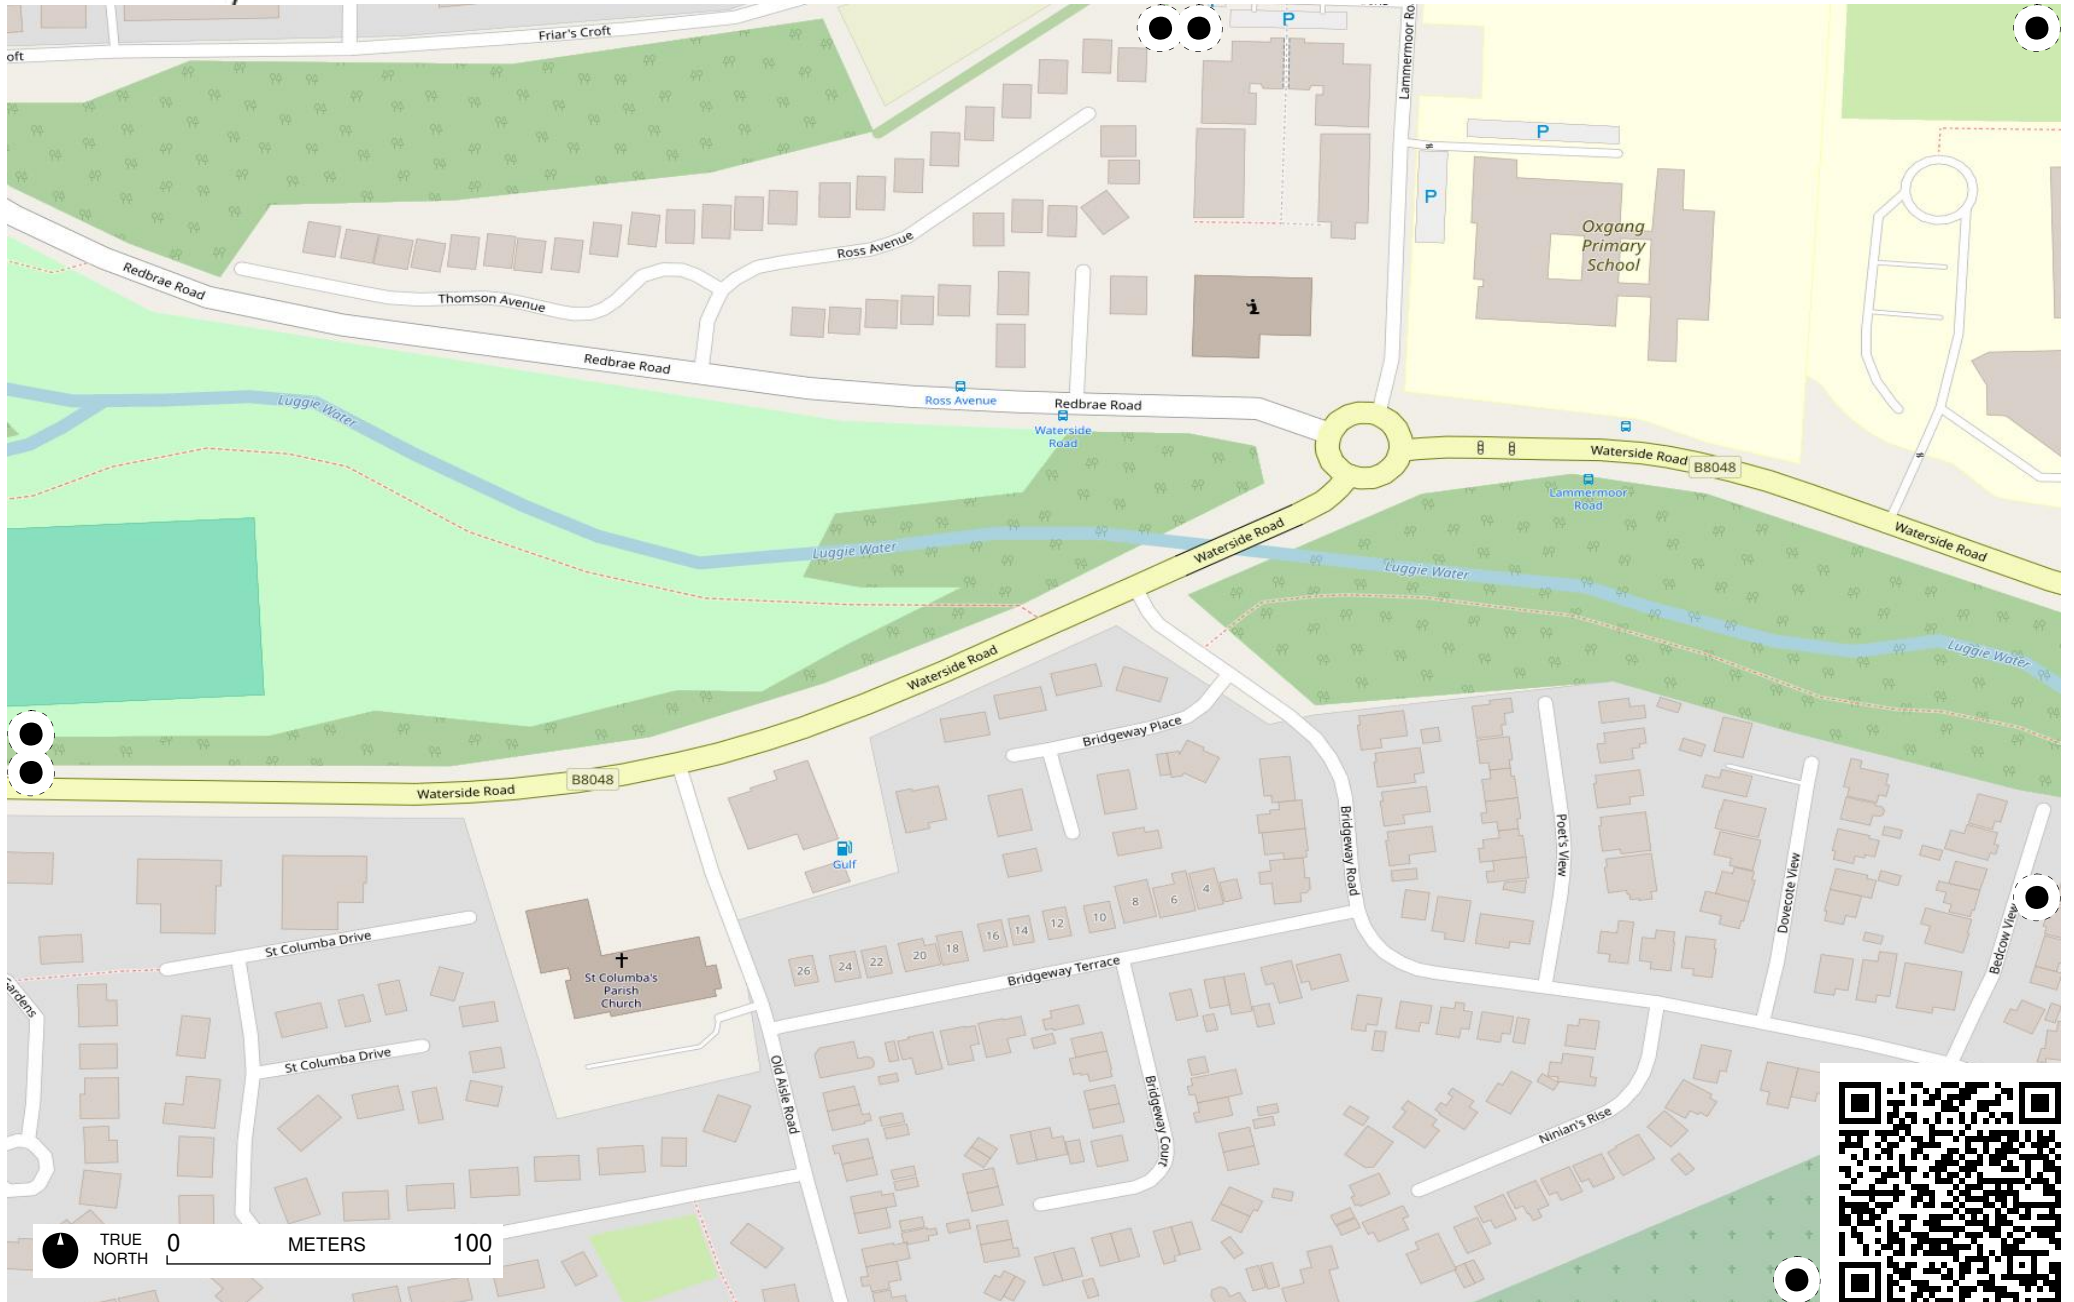 Friar's Croft
oft
Lammermoor Ro
P
P
P
Oxgang
Primary
School
Ross Avenue
Redbrae Road
Thomson Avenue
Redbrae Road
Ross Avenue
Redbrae Road
Waterside
Road
Luggie Water
Waterside Road
B8048
Lammermoor
Road
Waterside Road
Waterside Road
Luggie Water
Luggie Water
Luggie Water
Waterside Road
Bridgeway Place
B8048
Waterside Road
Gulf
Bridgeway Road
Poet's View
Dovecote View
Bedcow View
4
6
8
10
12
14
16
18
20
22
24
26
St Columba Drive
Bridgeway Terrace
St Columba's
Parish
Church
ardens
St Columba Drive
Old Aisle Road
Bridgeway Court
Ninian's Rise
TRUE
NORTH
0 METERS 100